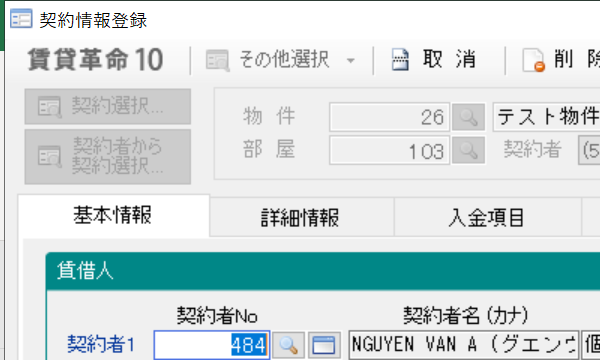 契約情報登録
賃貸革命10 その他選択 取消 削除
契約選択...
契約者から
契約選択...
物件 26 テスト物件
部屋 103 契約者 (5
基本情報 詳細情報 入金項目
賃借人
契約者No 契約者名(カナ)
契約者1 484 NGUYEN VAN A (グエンヴ 個